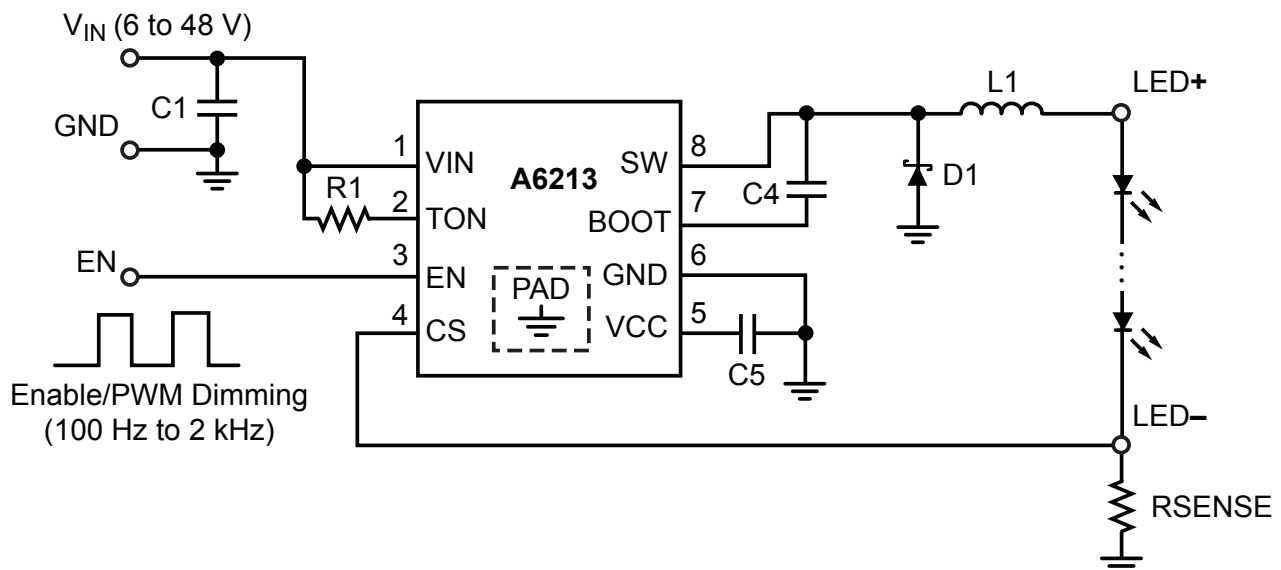 VIN (6 to 48 V)
C1
GND
R1
1
VIN
2
TON
3
EN
4
CS
A6213
PAD
SW
8
BOOT
7
GND
6
VCC
5
C4
C5
D1
L1
LED+
LED–
RSENSE
EN
Enable/PWM Dimming
(100 Hz to 2 kHz)